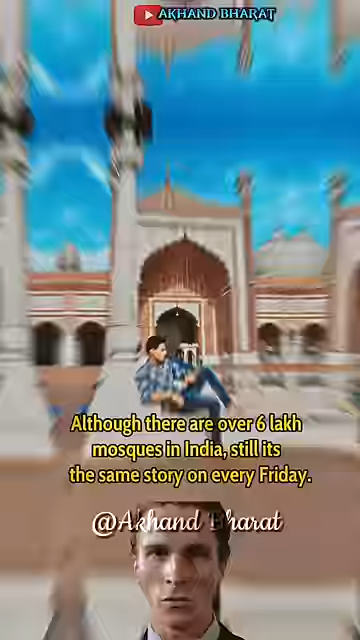 AKHAND BHARAT
Although there are over 6 lakh
mosques in India, still its
the same story on every Friday.
@Akhand Bharat